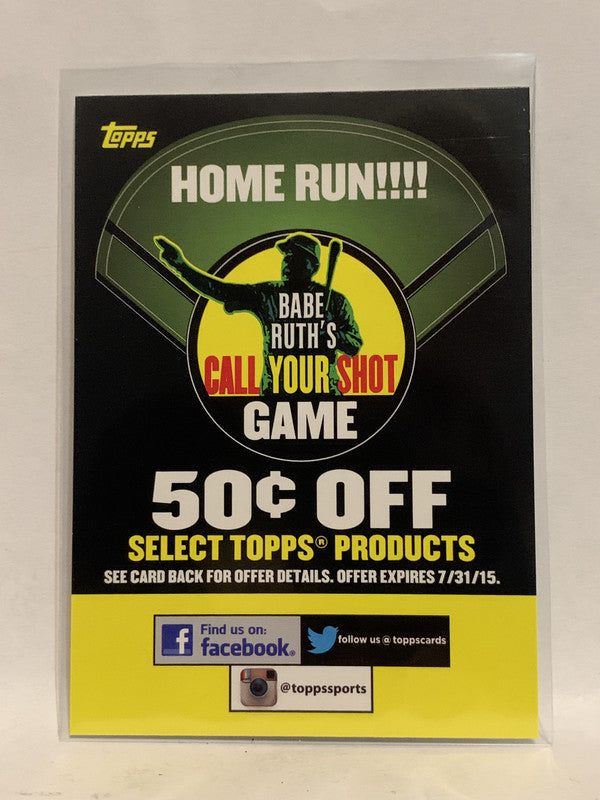 topps
HOME RUN!!!!
BABE
RUTH'S
CALL YOUR SHOT
GAME
50¢ OFF
SELECT TOPPS® PRODUCTS
SEE CARD BACK FOR OFFER DETAILS. OFFER EXPIRES 7/31/15.
f Find us on:
facebook®
follow us @ toppscards
@toppssports